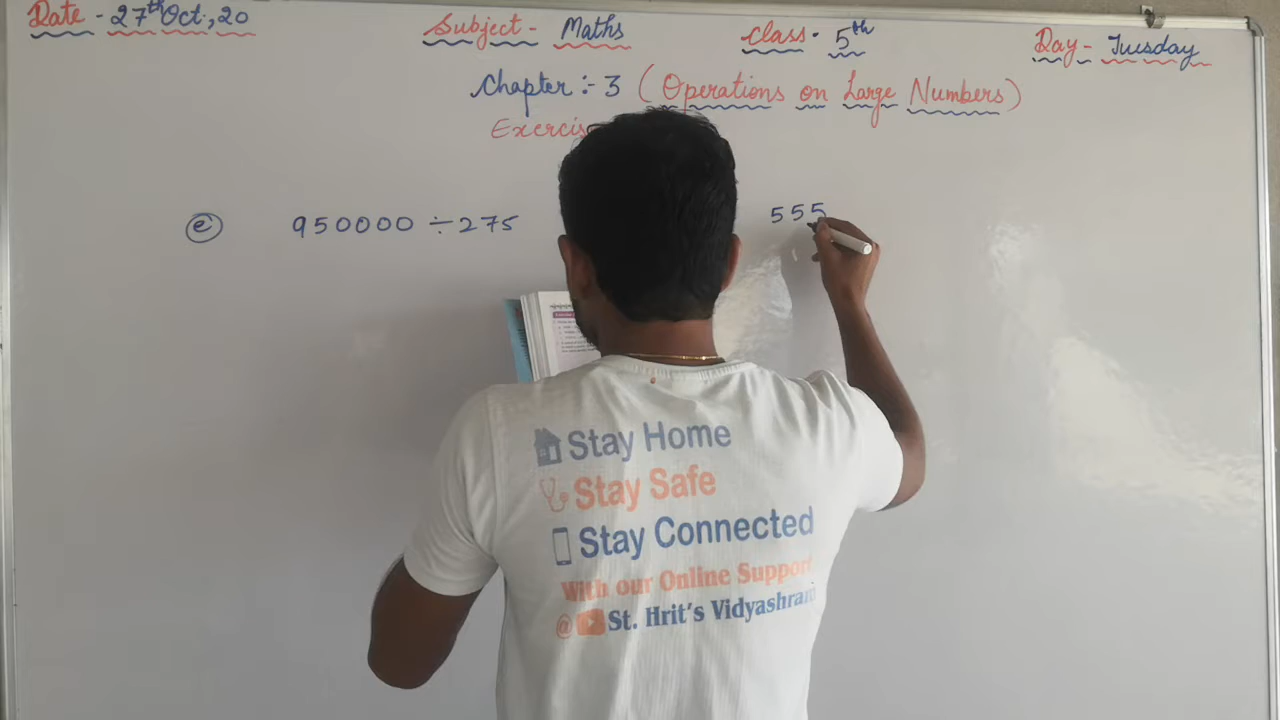 Date - 27th Oct., 20 Subject - Maths Class - 5th Day - Tuesday
Chapter :- 3 (Operations on Large Numbers)
ⓔ 950000 ÷ 275 555
Stay Home
Stay Safe
Stay Connected
With our Online Support
@ St. Hrit's Vidyashram